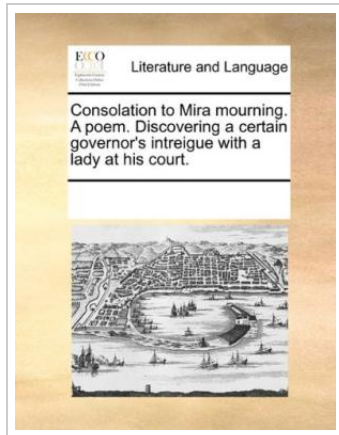 ECCO
Literature and Language
Consolation to Mira mourning.
A poem. Discovering a certain
governor's intreigue with a
lady at his court.